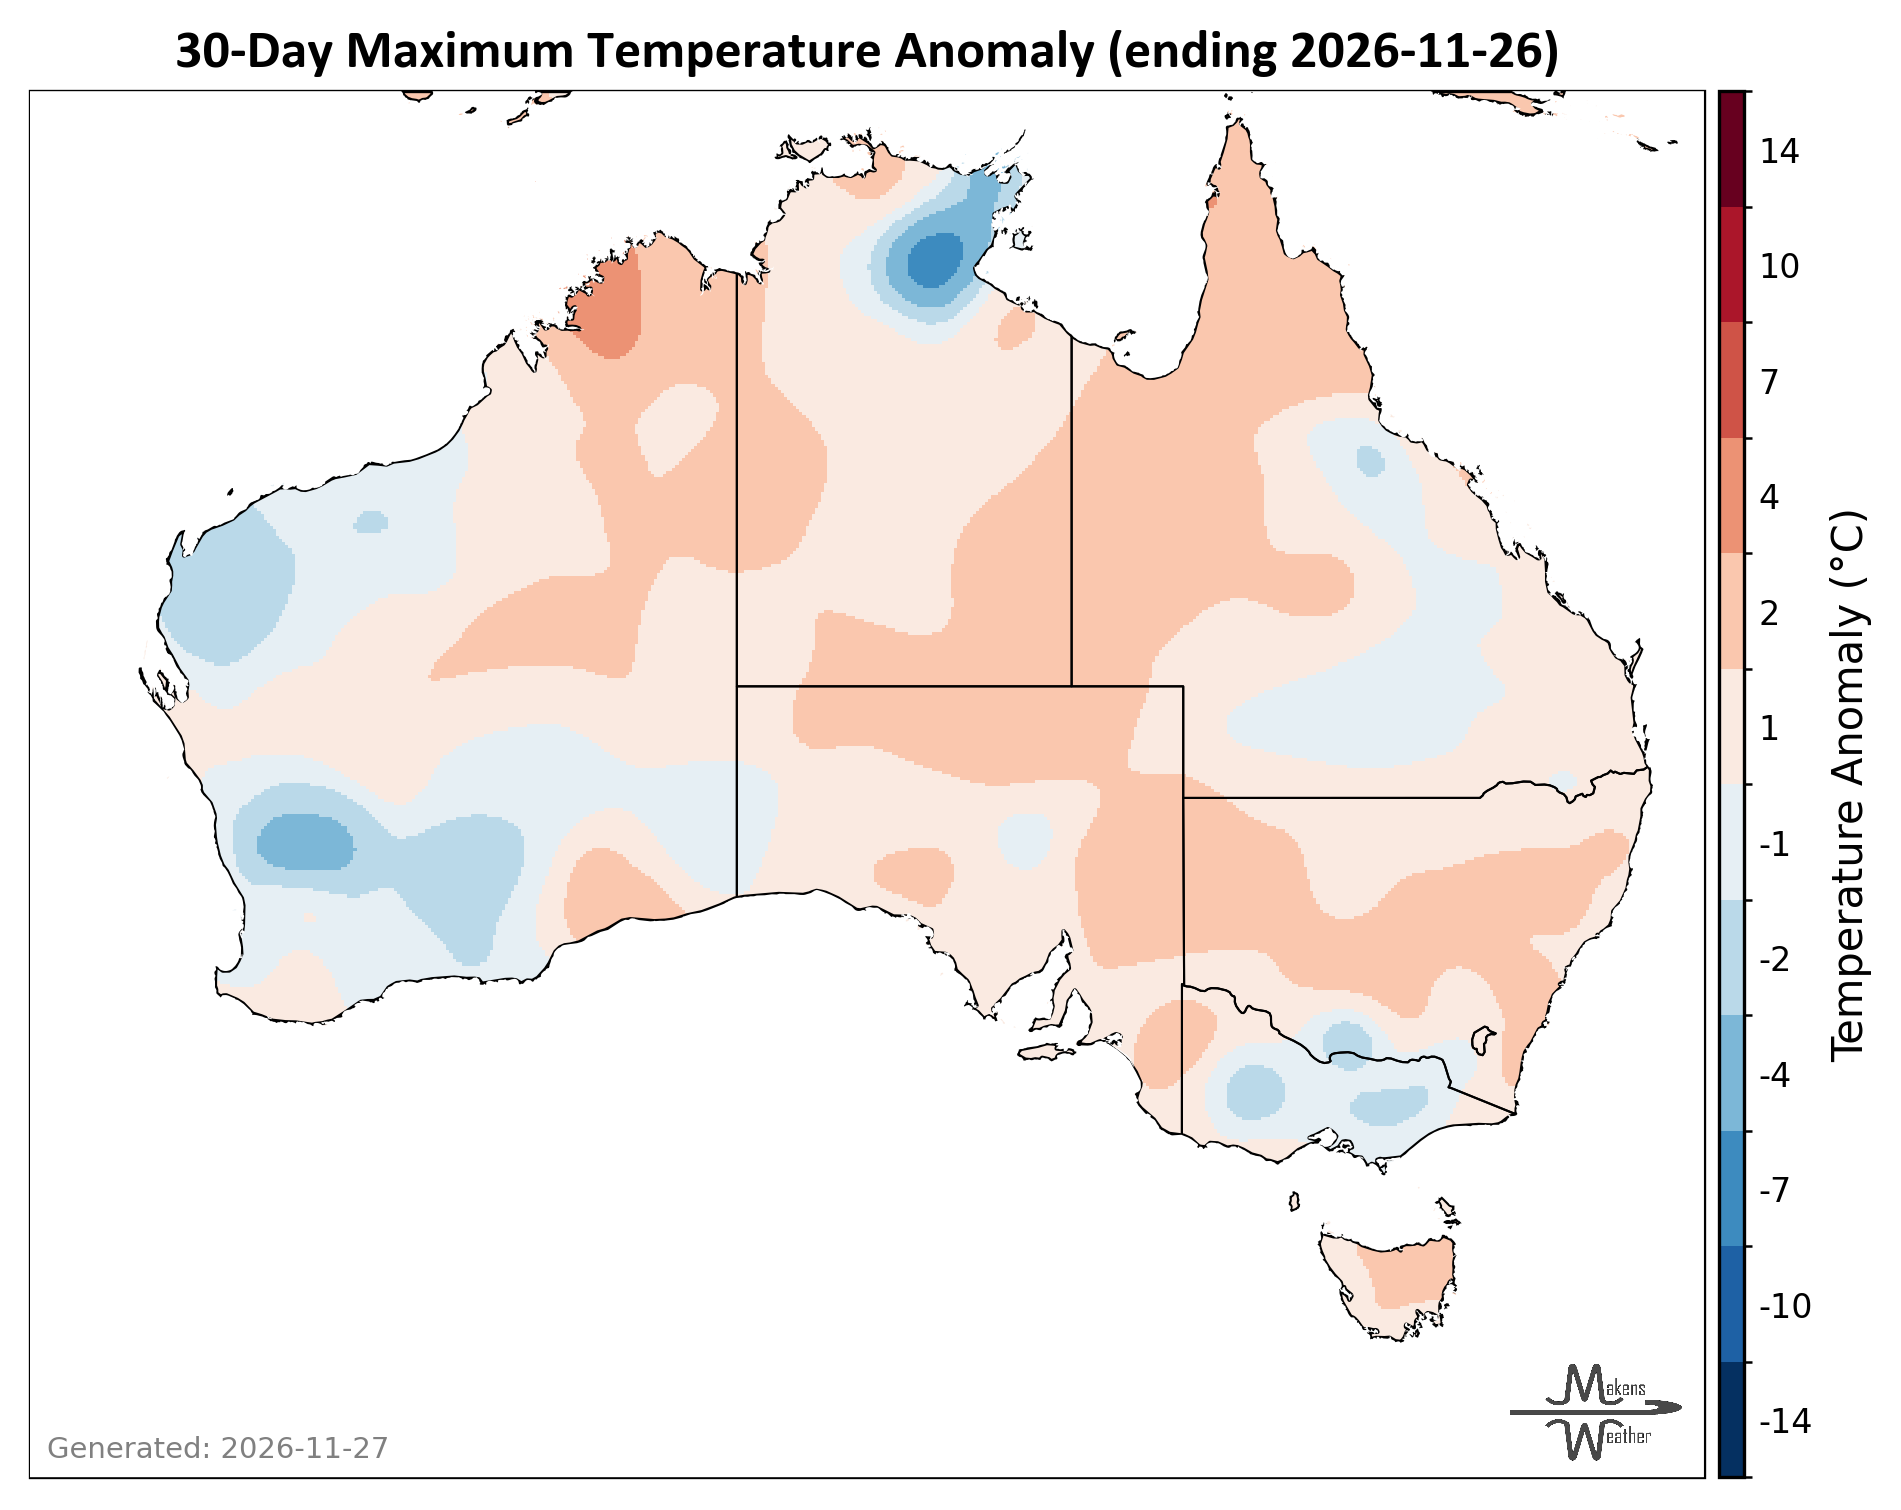 30-Day Maximum Temperature Anomaly (ending 2026-11-26)
14
10
7
4
2
1
-1
-2
-4
-7
-10
-14
Temperature Anomaly (°C)
Makens
Weather
Generated: 2026-11-27